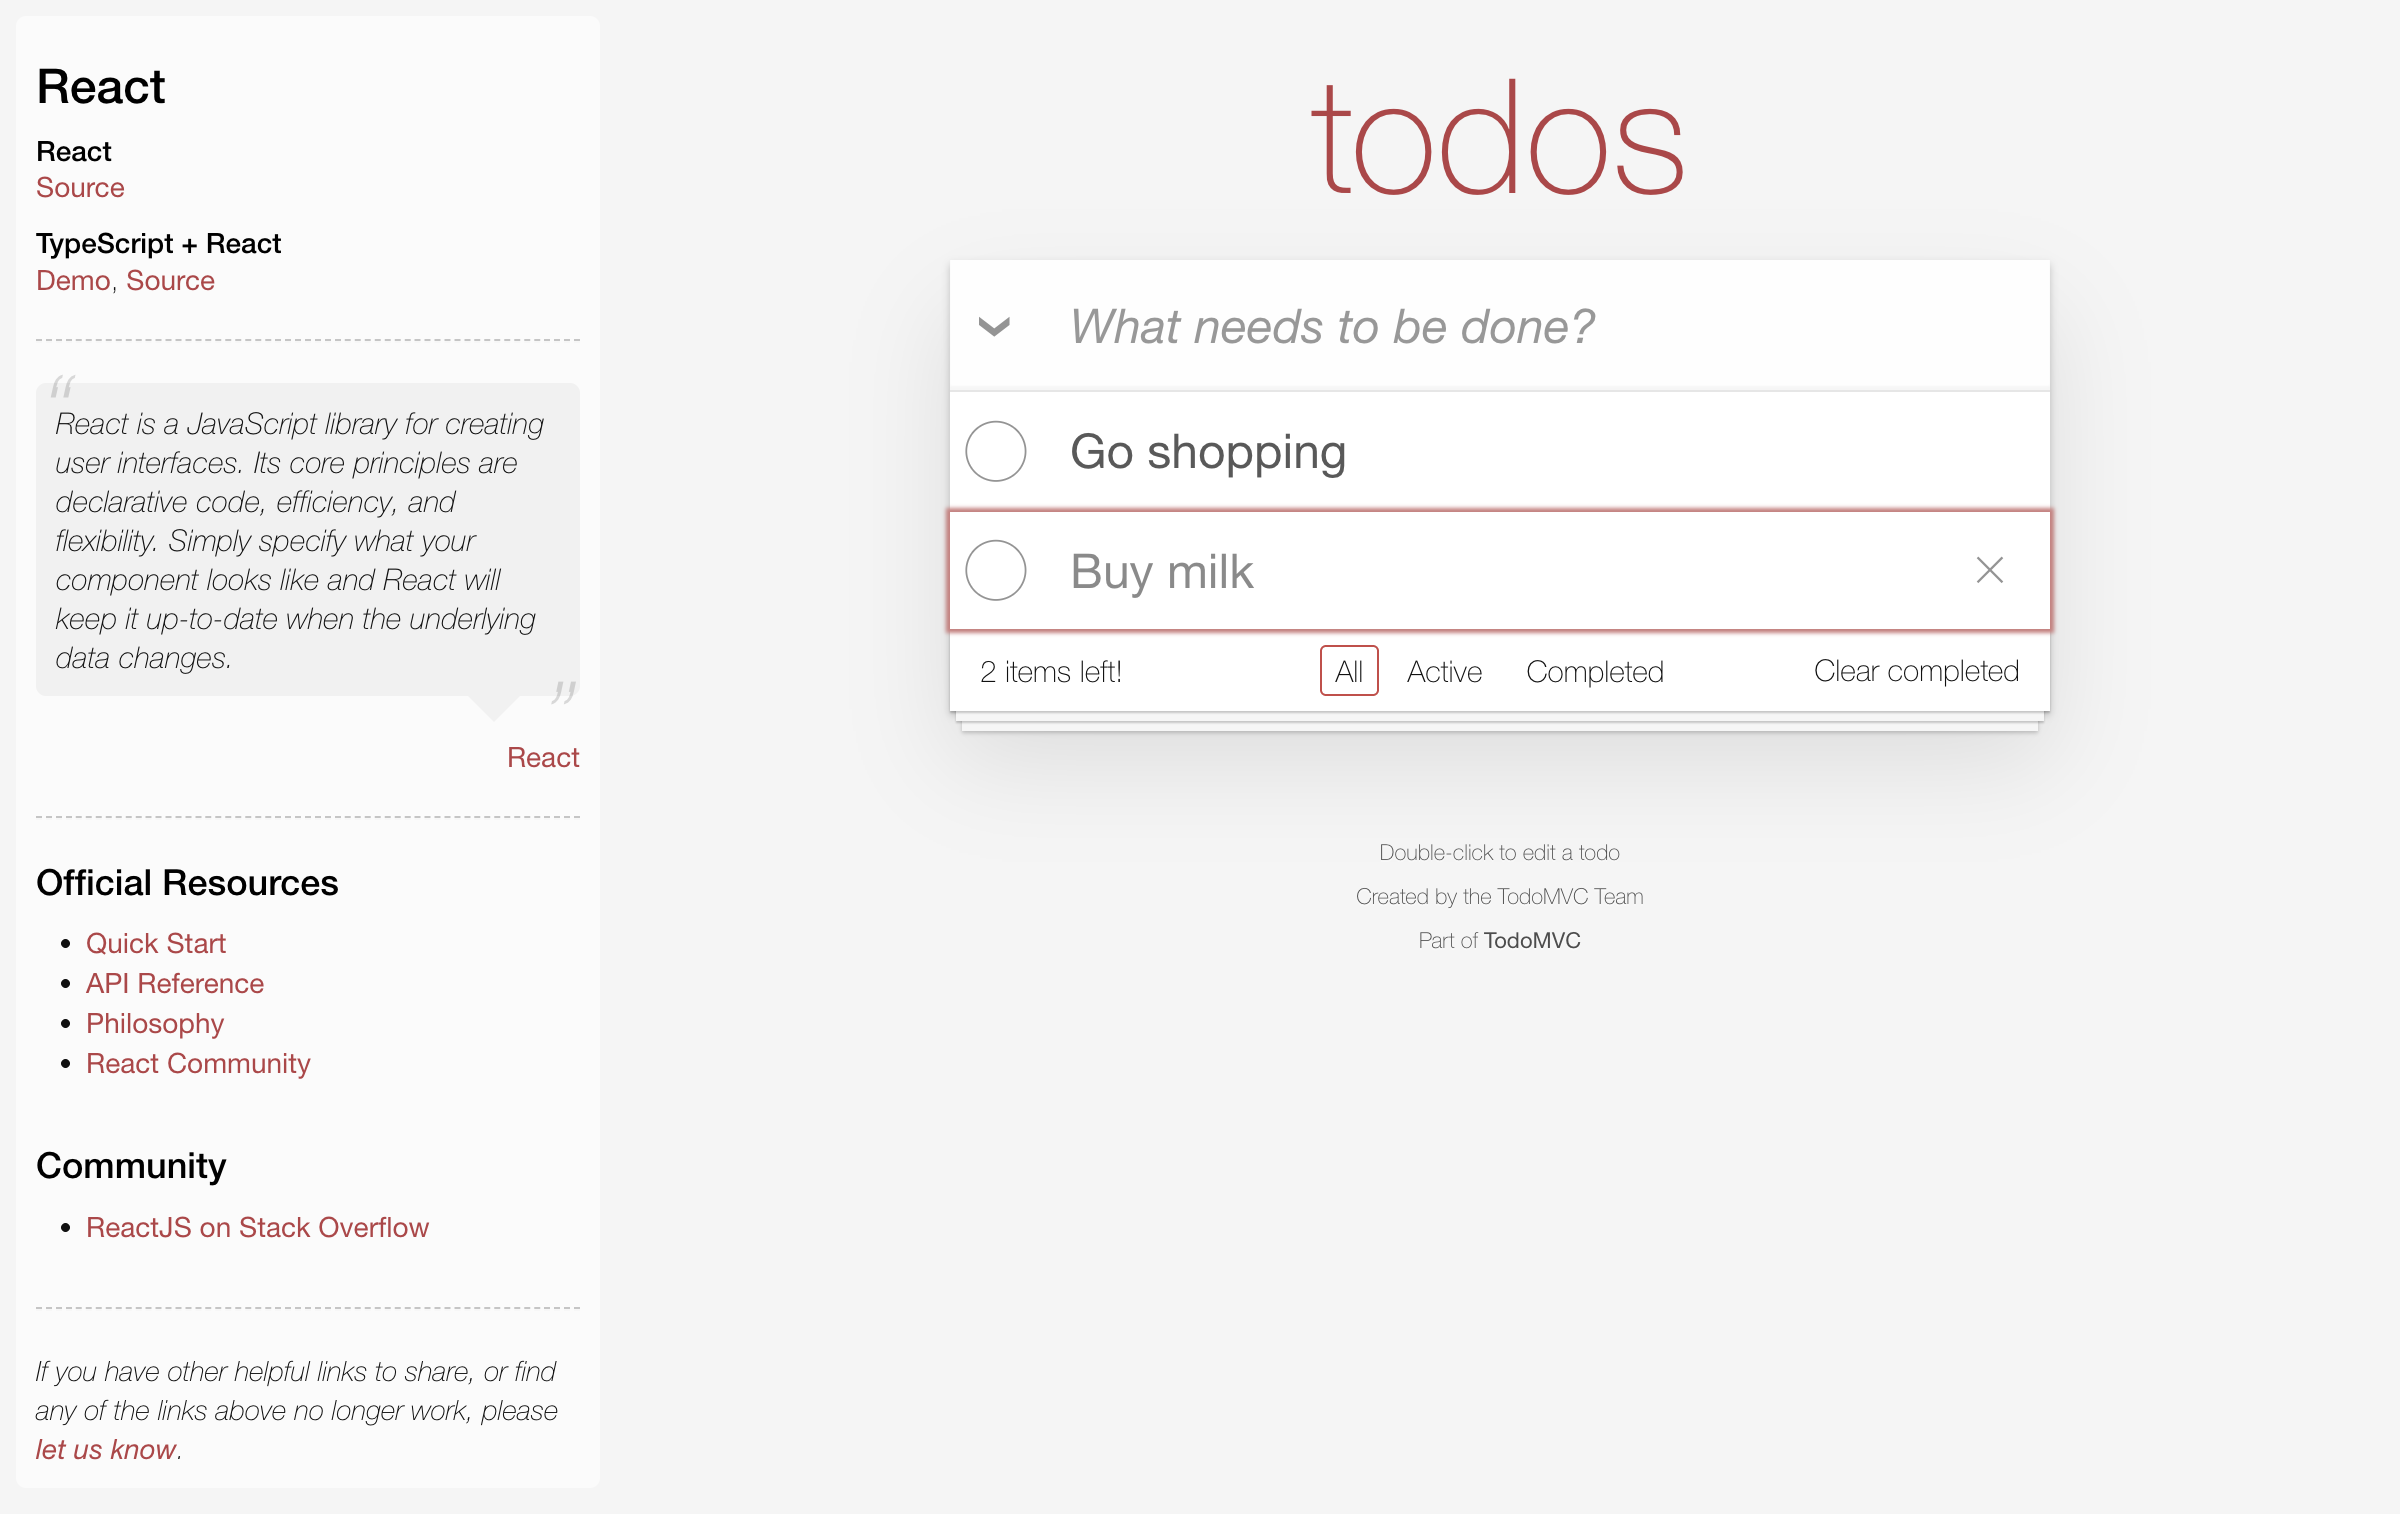 React
React
Source
TypeScript + React
Demo, Source
“
React is a JavaScript library for creating
user interfaces. Its core principles are
declarative code, efficiency, and
flexibility. Simply specify what your
component looks like and React will
keep it up-to-date when the underlying
data changes.
”
React
Official Resources
• Quick Start
• API Reference
• Philosophy
• React Community
Community
• ReactJS on Stack Overflow
If you have other helpful links to share, or find
any of the links above no longer work, please
let us know.
todos
What needs to be done?
Go shopping
Buy milk
2 items left! All Active Completed Clear completed
Double-click to edit a todo
Created by the TodoMVC Team
Part of TodoMVC